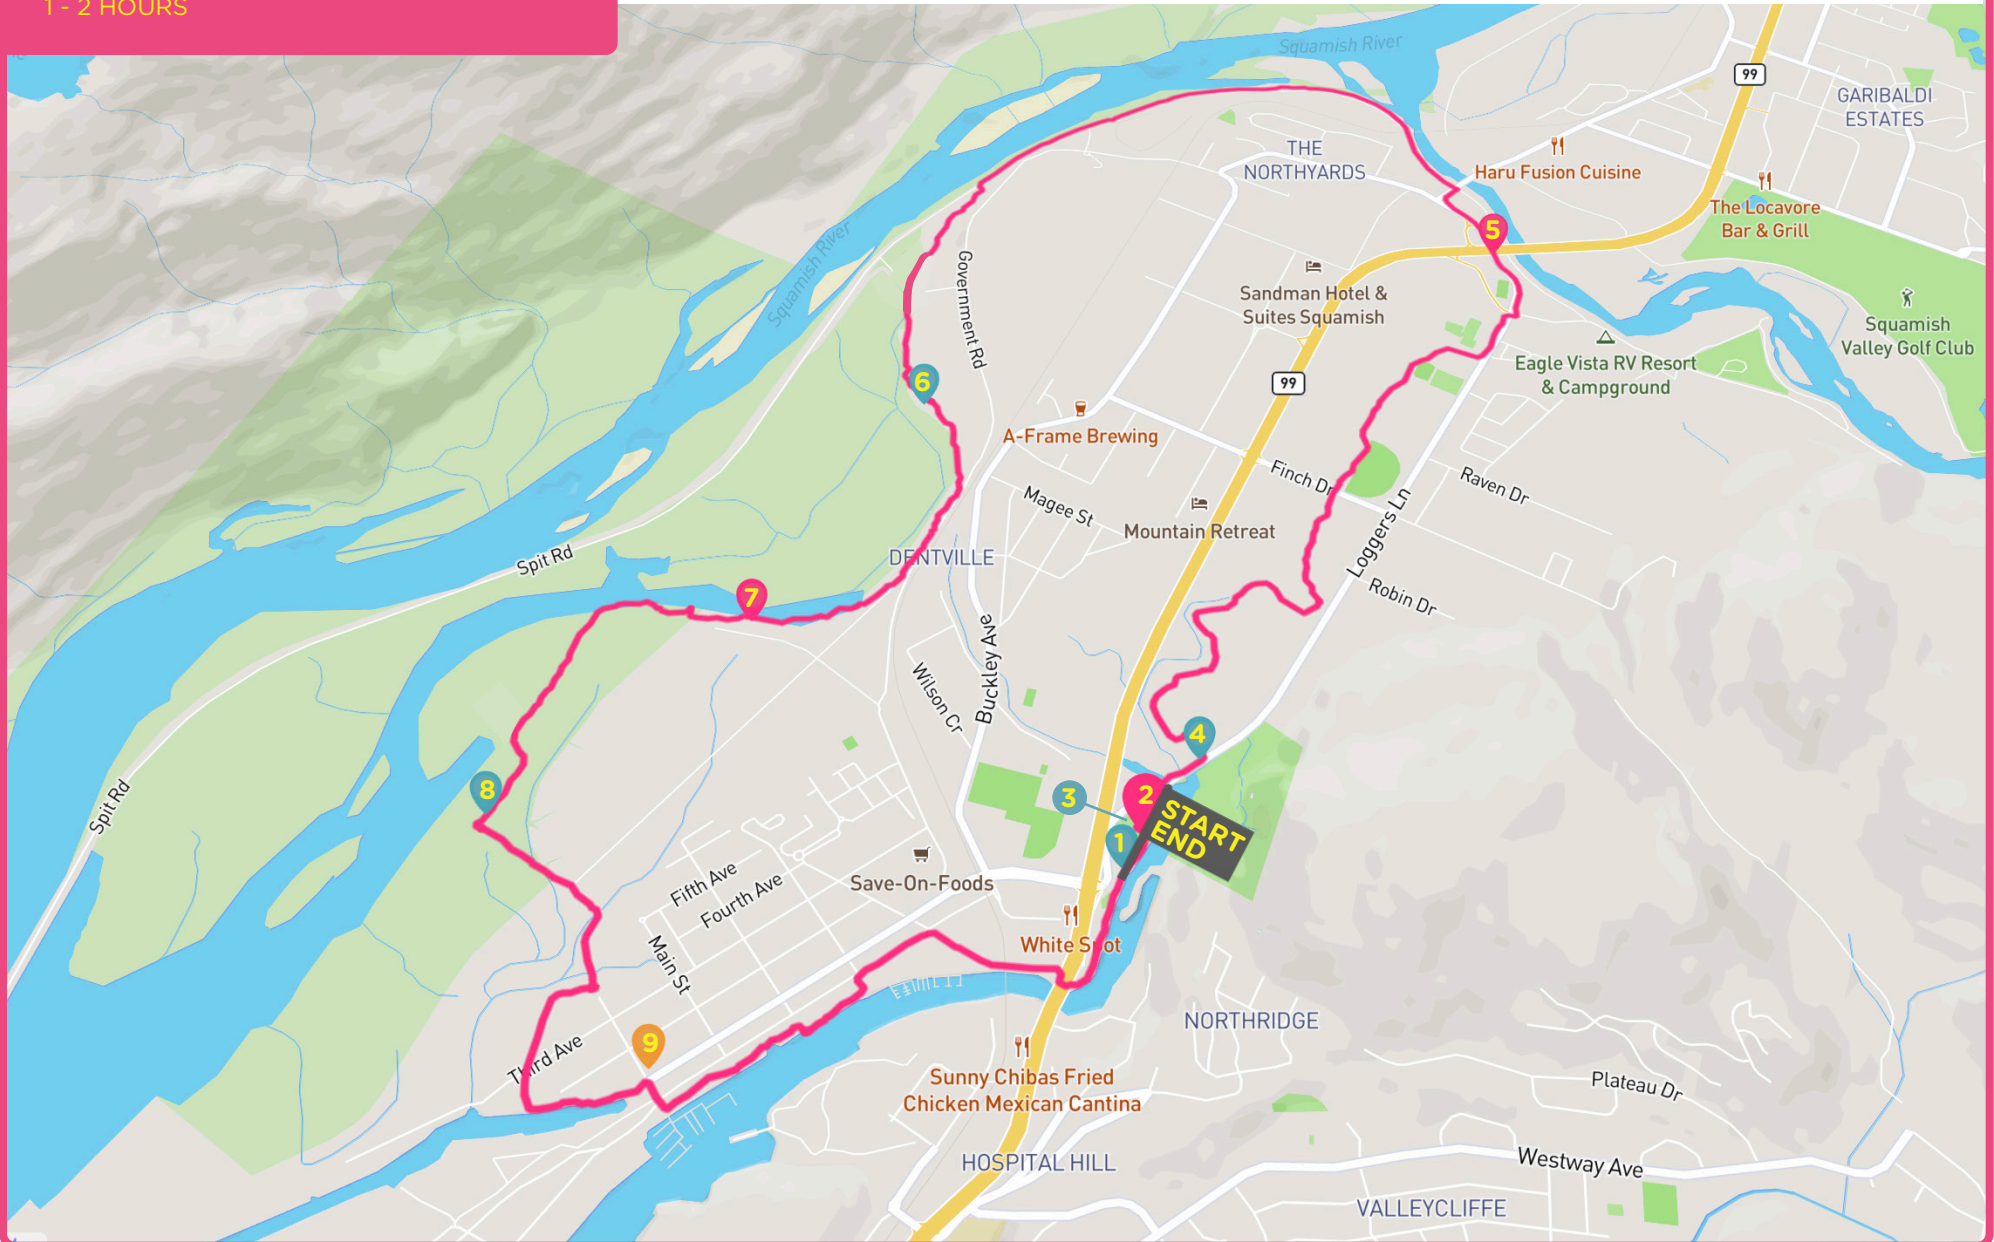 1 - 2 HOURS
Squamish River
99
GARIBALDI
ESTATES
THE
NORTHYARDS
Haru Fusion Cuisine
The Locavore
Bar & Grill
5
Squamish River
Government Rd
Sandman Hotel &
Suites Squamish
Squamish
Valley Golf Club
Eagle Vista RV Resort
& Campground
6
99
A-Frame Brewing
Finch Dr
Raven Dr
Magee St
Mountain Retreat
Loggers Ln
Spit Rd
DENTVILLE
7
Robin Dr
Buckley Ave
Wilson Cr
4
8
3
2
START
END
1
Spit Rd
Save-On-Foods
Fifth Ave
Fourth Ave
White Spot
Main St
NORTHRIDGE
9
Third Ave
Sunny Chibas Fried
Chicken Mexican Cantina
Plateau Dr
HOSPITAL HILL
Westway Ave
VALLEYCLIFFE